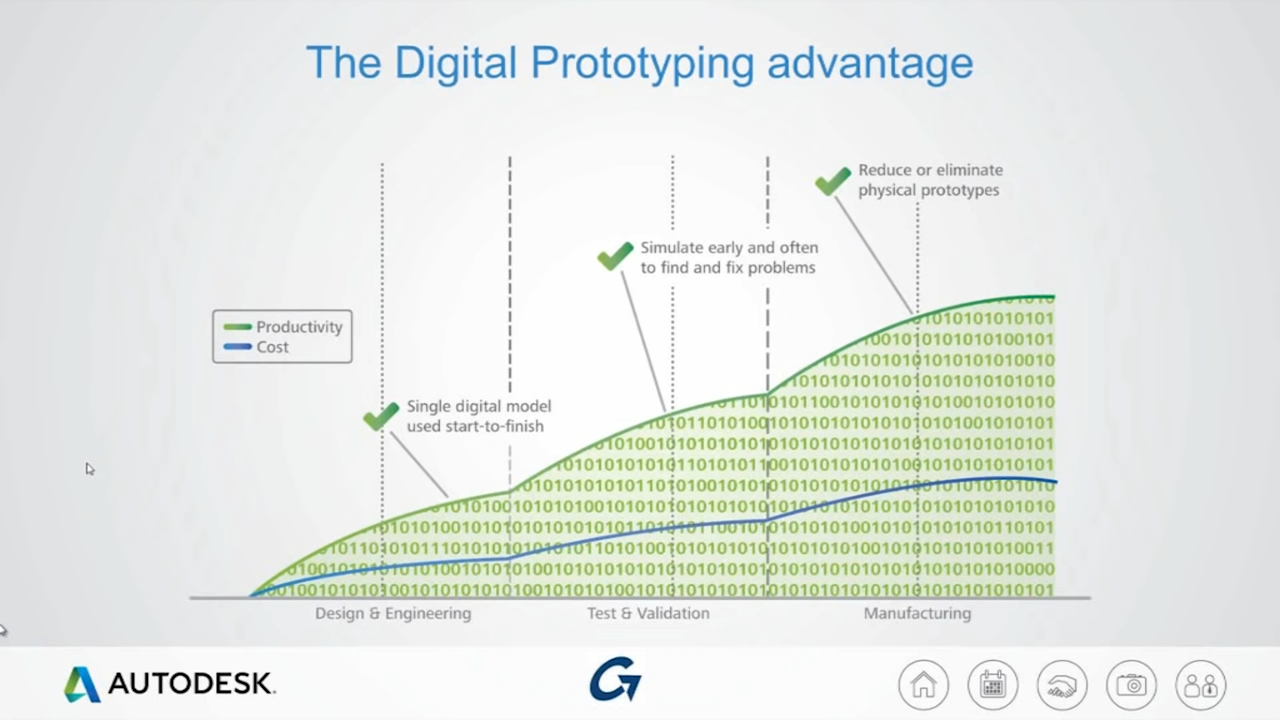 The Digital Prototyping advantage
Reduce or eliminate
physical prototypes
Simulate early and often
to find and fix problems
Productivity
Cost
Single digital model
used start-to-finish
Design & Engineering
Test & Validation
Manufacturing
AUTODESK.